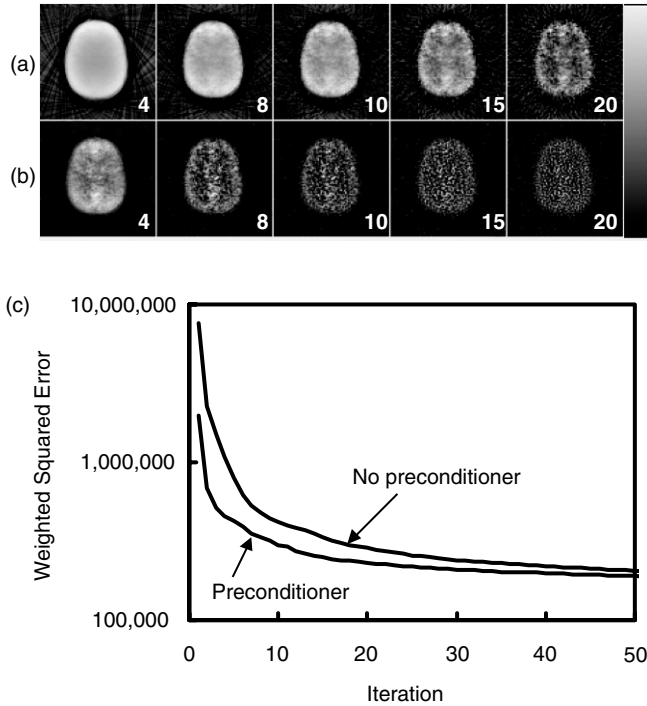 (a)
4 8 10 15 20
(b)
4 8 10 15 20
(c)
10,000,000
1,000,000
100,000
Weighted Squared Error
No preconditioner
Preconditioner
0 10 20 30 40 50
Iteration